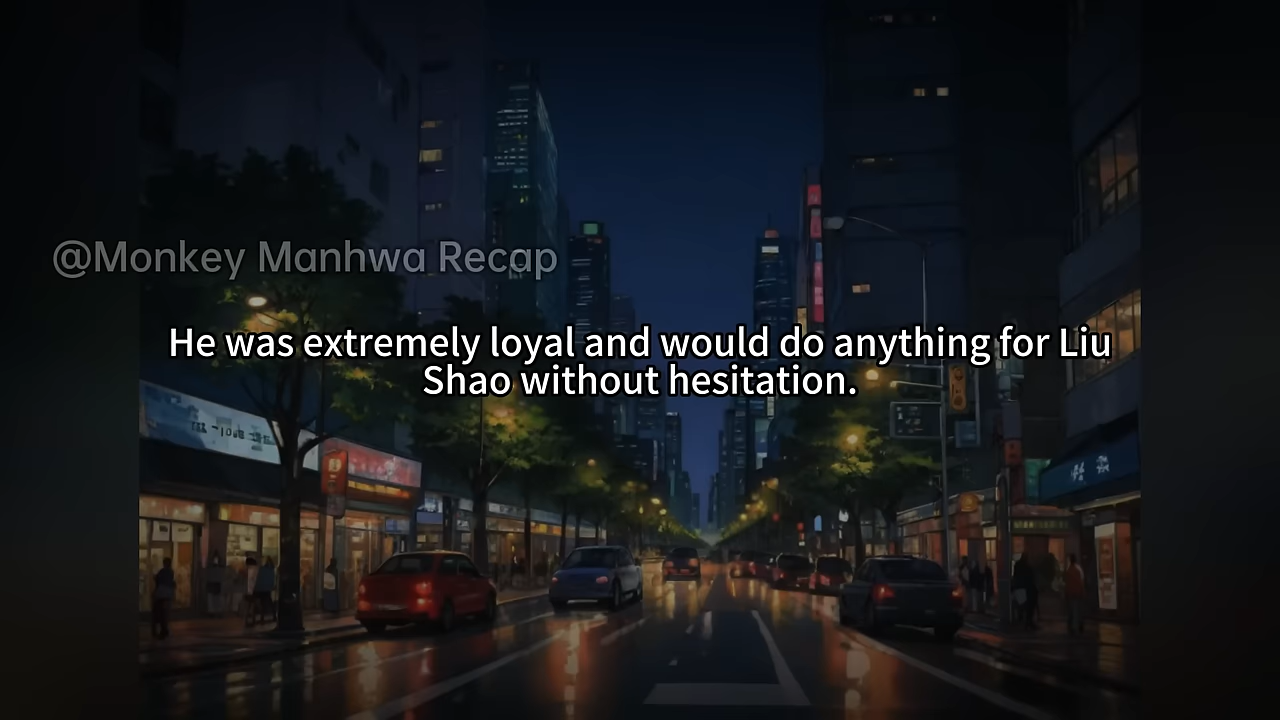 @Monkey Manhwa Recap
He was extremely loyal and would do anything for Liu
Shao without hesitation.